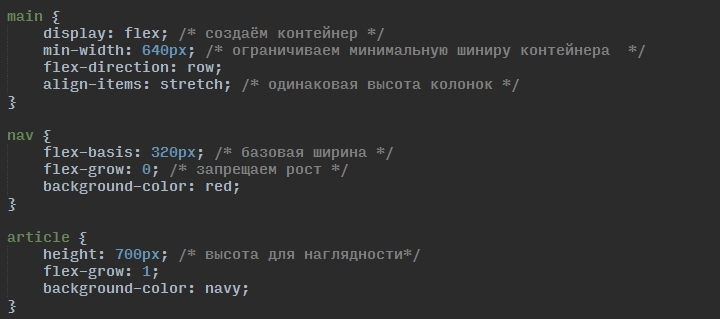 main {
    display: flex; /* создаём контейнер */
    min-width: 640px; /* ограничиваем минимальную шиниру контейнера  */
    flex-direction: row;
    align-items: stretch; /* одинаковая высота колонок */
}

nav {
    flex-basis: 320px; /* базовая ширина */
    flex-grow: 0; /* запрещаем рост */
    background-color: red;
}

article {
    height: 700px; /* высота для наглядности*/
    flex-grow: 1;
    background-color: navy;
}